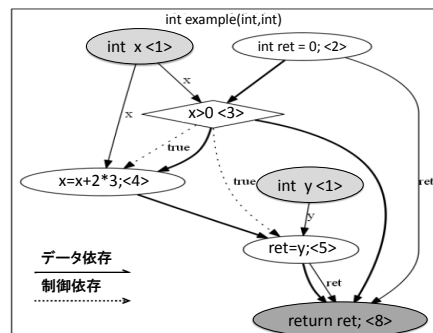 int example(int,int)
int x <1>
int ret = 0; <2>
x
x>0 <3>
x
true
true
x=x+2*3;<4>
int y <1>
ret
y
ret=y;<5>
データ依存
ret
制御依存
return ret; <8>